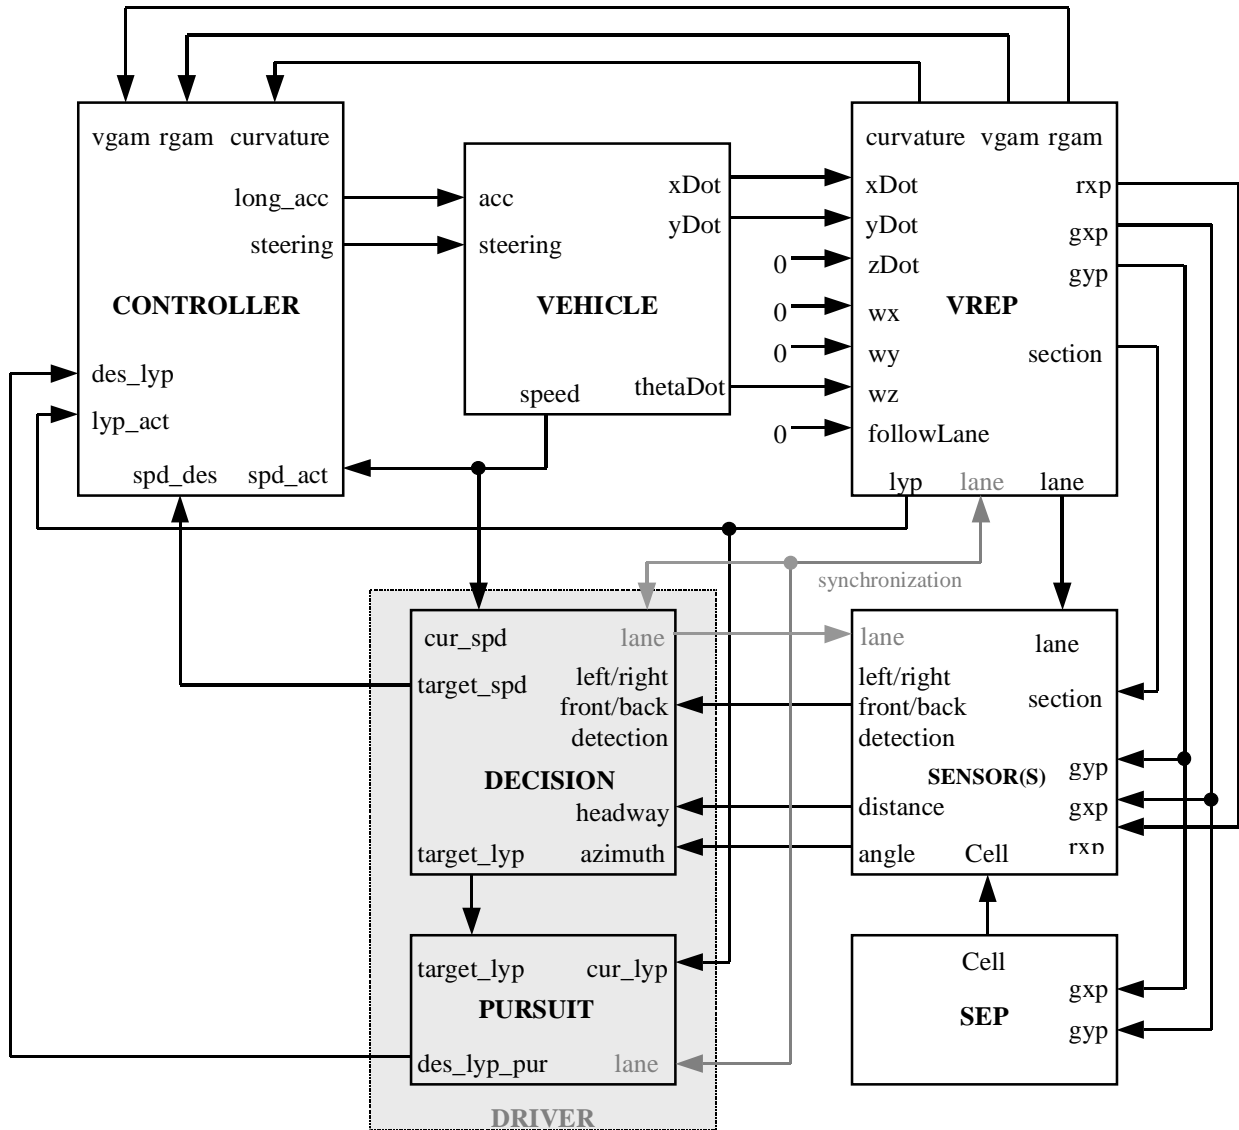 vgam rgam curvature
long_acc
steering
CONTROLLER
des_lyp
lyp_act
spd_des spd_act
acc
steering
xDot
yDot
VEHICLE
thetaDot
speed
curvature vgam rgam
xDot
yDot
0 zDot
0 wx
0 wy
wz
0 followLane
VREP
rxp
gxp
gyp
section
lyp lane lane
synchronization
cur_spd lane
target_spd
left/right
front/back
detection
DECISION
headway
target_lyp azimuth
lane lane
left/right
front/back
detection
section
SENSOR(S)
gyp
distance
gxp
angle Cell rxp
target_lyp cur_lyp
PURSUIT
des_lyp_pur lane
DRIVER
Cell
gxp
SEP
gyp